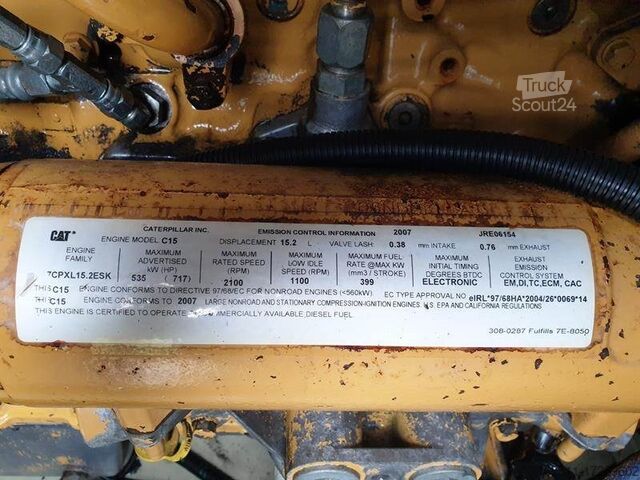 Truck
Scout24
CAT
CATERPILLAR INC. EMISSION CONTROL INFORMATION 2007 JRE06154
ENGINE MODEL C15 DISPLACEMENT 15.2 L VALVE LASH: 0.38 mm INTAKE 0.76 mm EXHAUST
ENGINE FAMILY MAXIMUM ADVERTISED kW (HP) MAXIMUM RATED SPEED (RPM) MAXIMUM LOW IDLE SPEED (RPM) MAXIMUM FUEL RATE @MAX KW (mm3 / STROKE) MAXIMUM INITIAL TIMING DEGREES BTDC EXHAUST EMISSION CONTROL SYSTEM
7CPXL15.2ESK 535 ( 717) 2100 1100 399 ELECTRONIC EM,DI,TC,ECM, CAC
THIS C15 ENGINE CONFORMS TO DIRECTIVE 97/68/EC FOR NONROAD ENGINES (<560kW) EC TYPE APPROVAL NO eIRL*97/68HA*2004/26*0069*14
THIS C15 ENGINE CONFORMS TO 2007 LARGE NONROAD AND STATIONARY COMPRESSION-IGNITION ENGINES U.S. EPA AND CALIFORNIA REGULATIONS
THIS ENGINE IS CERTIFIED TO OPERATE ON COMMERCIALLY AVAILABLE DIESEL FUEL
308-0287 Fulfills 7E-8050